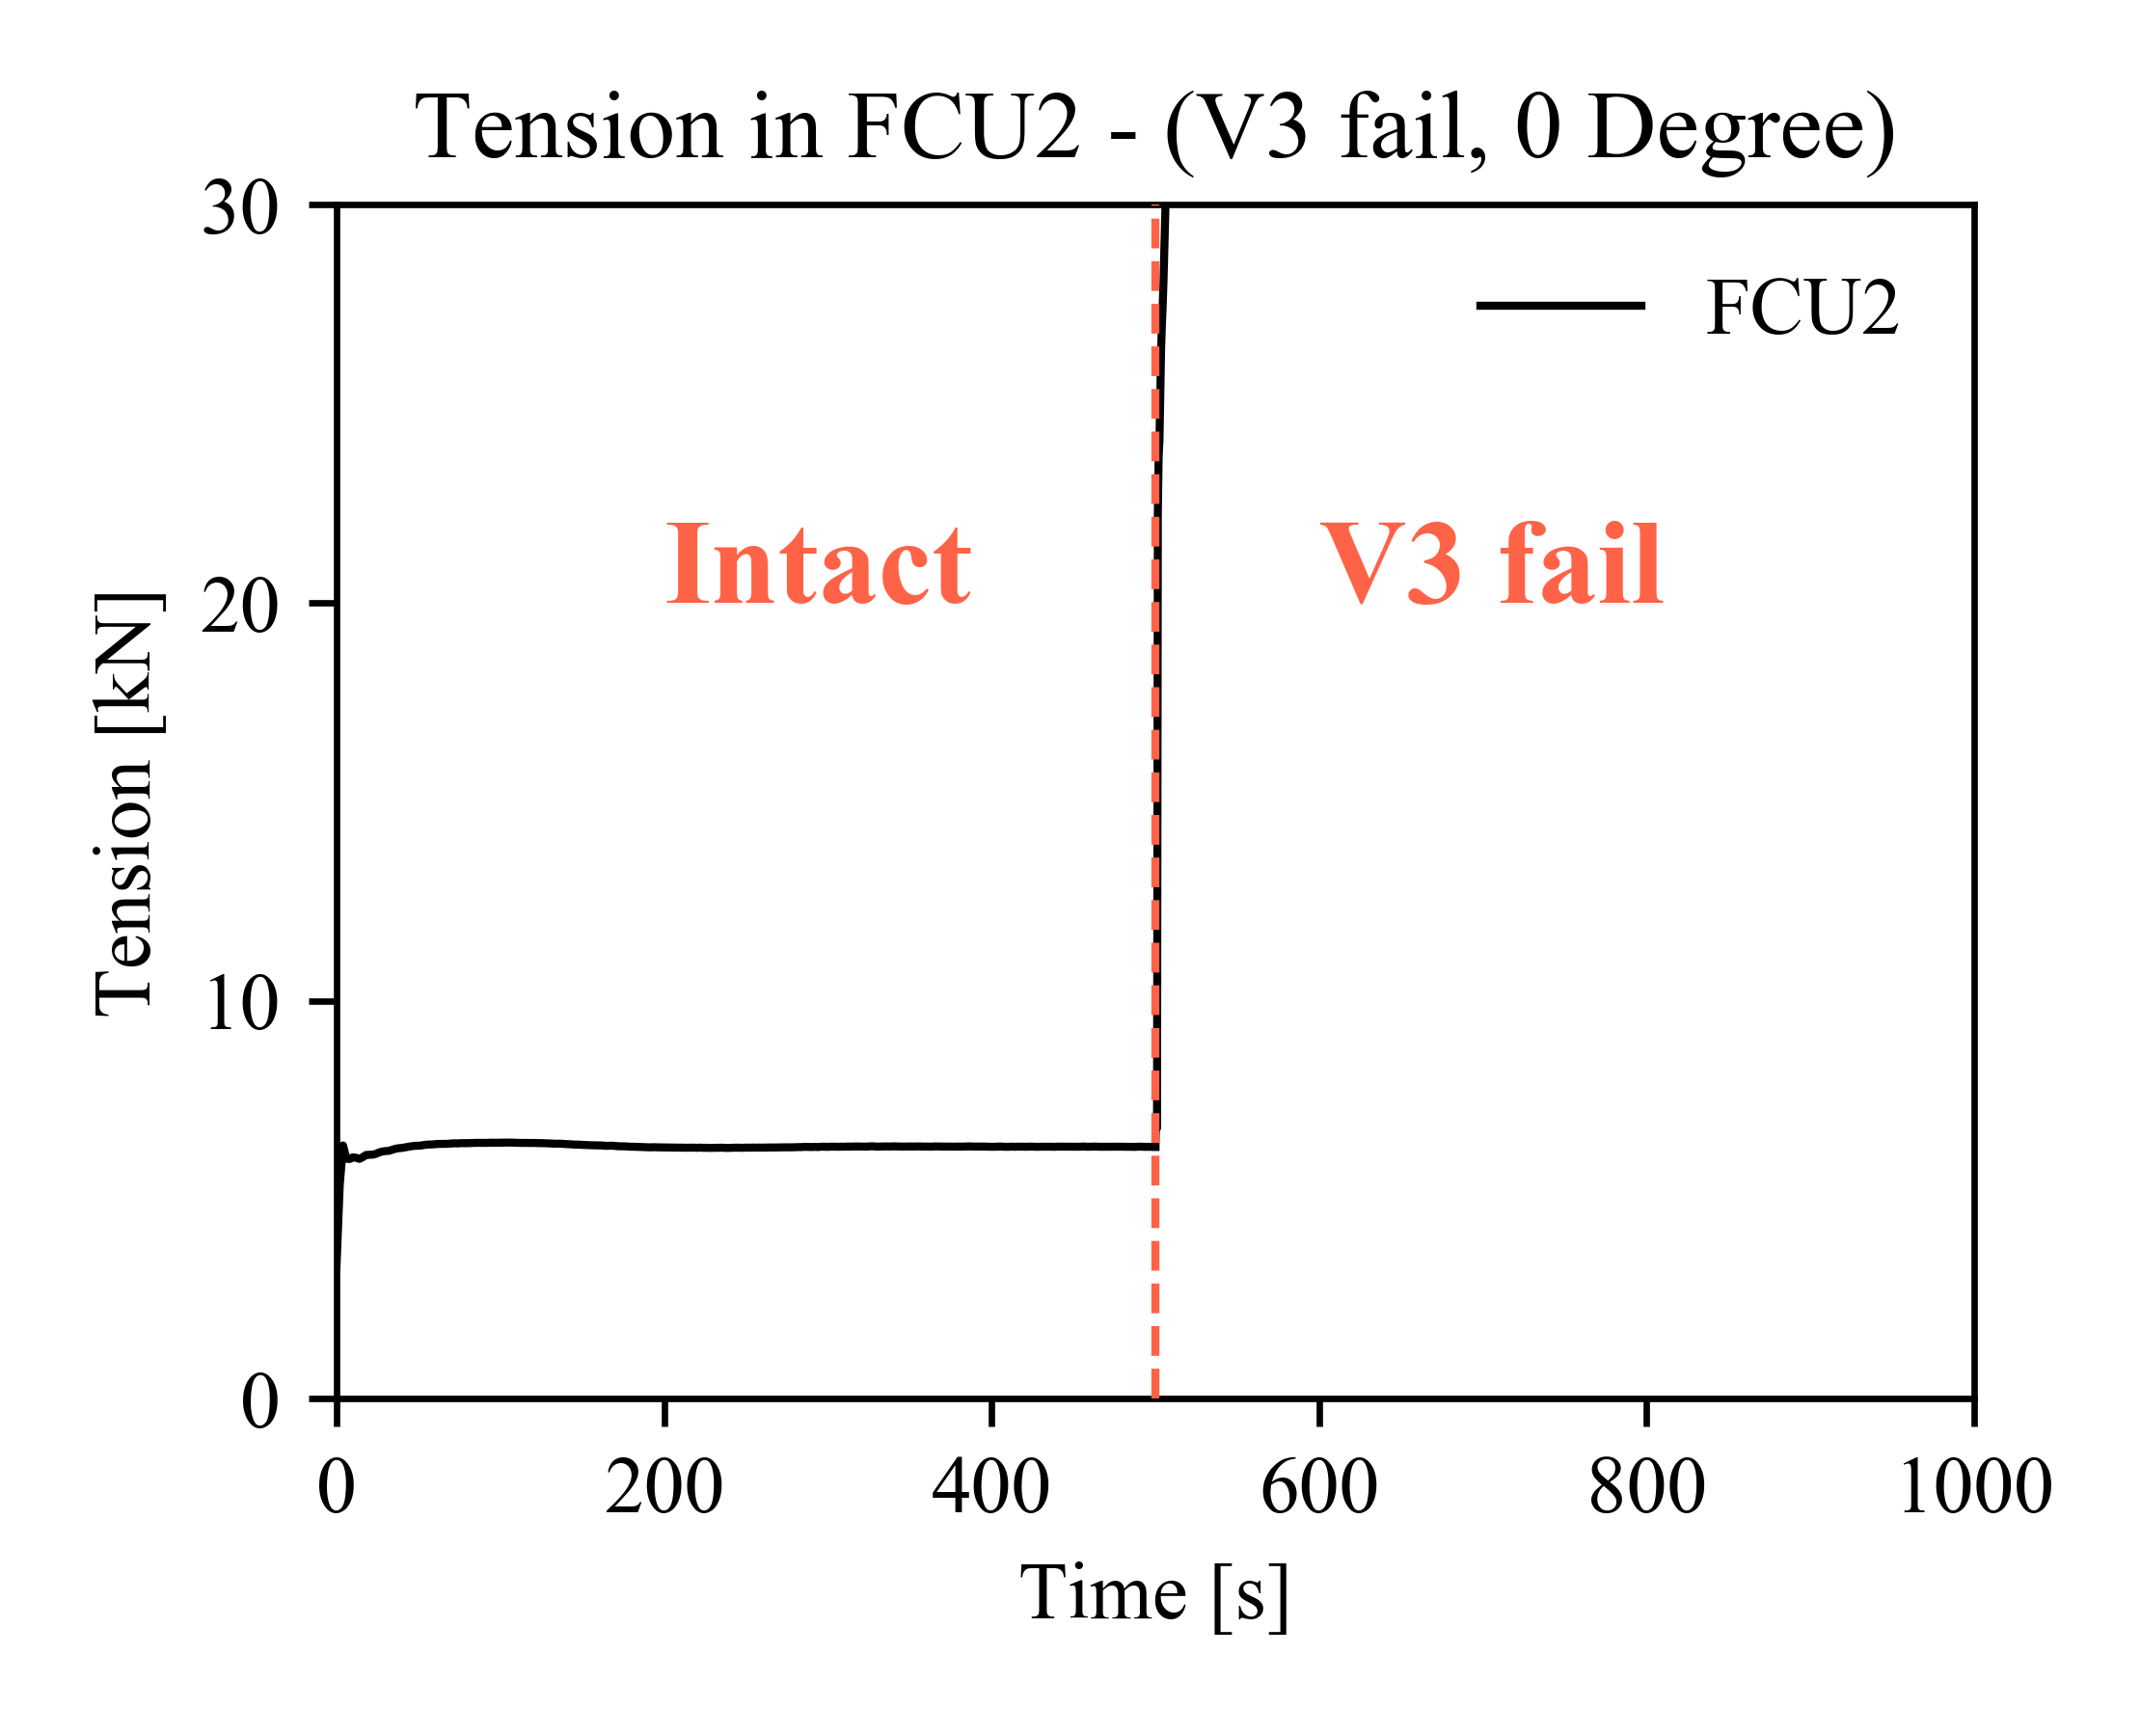 Tension in FCU2 - (V3 fail, 0 Degree)
30
FCU2
Intact
V3 fail
20
Tension [kN]
10
0
0 200 400 600 800 1000
Time [s]